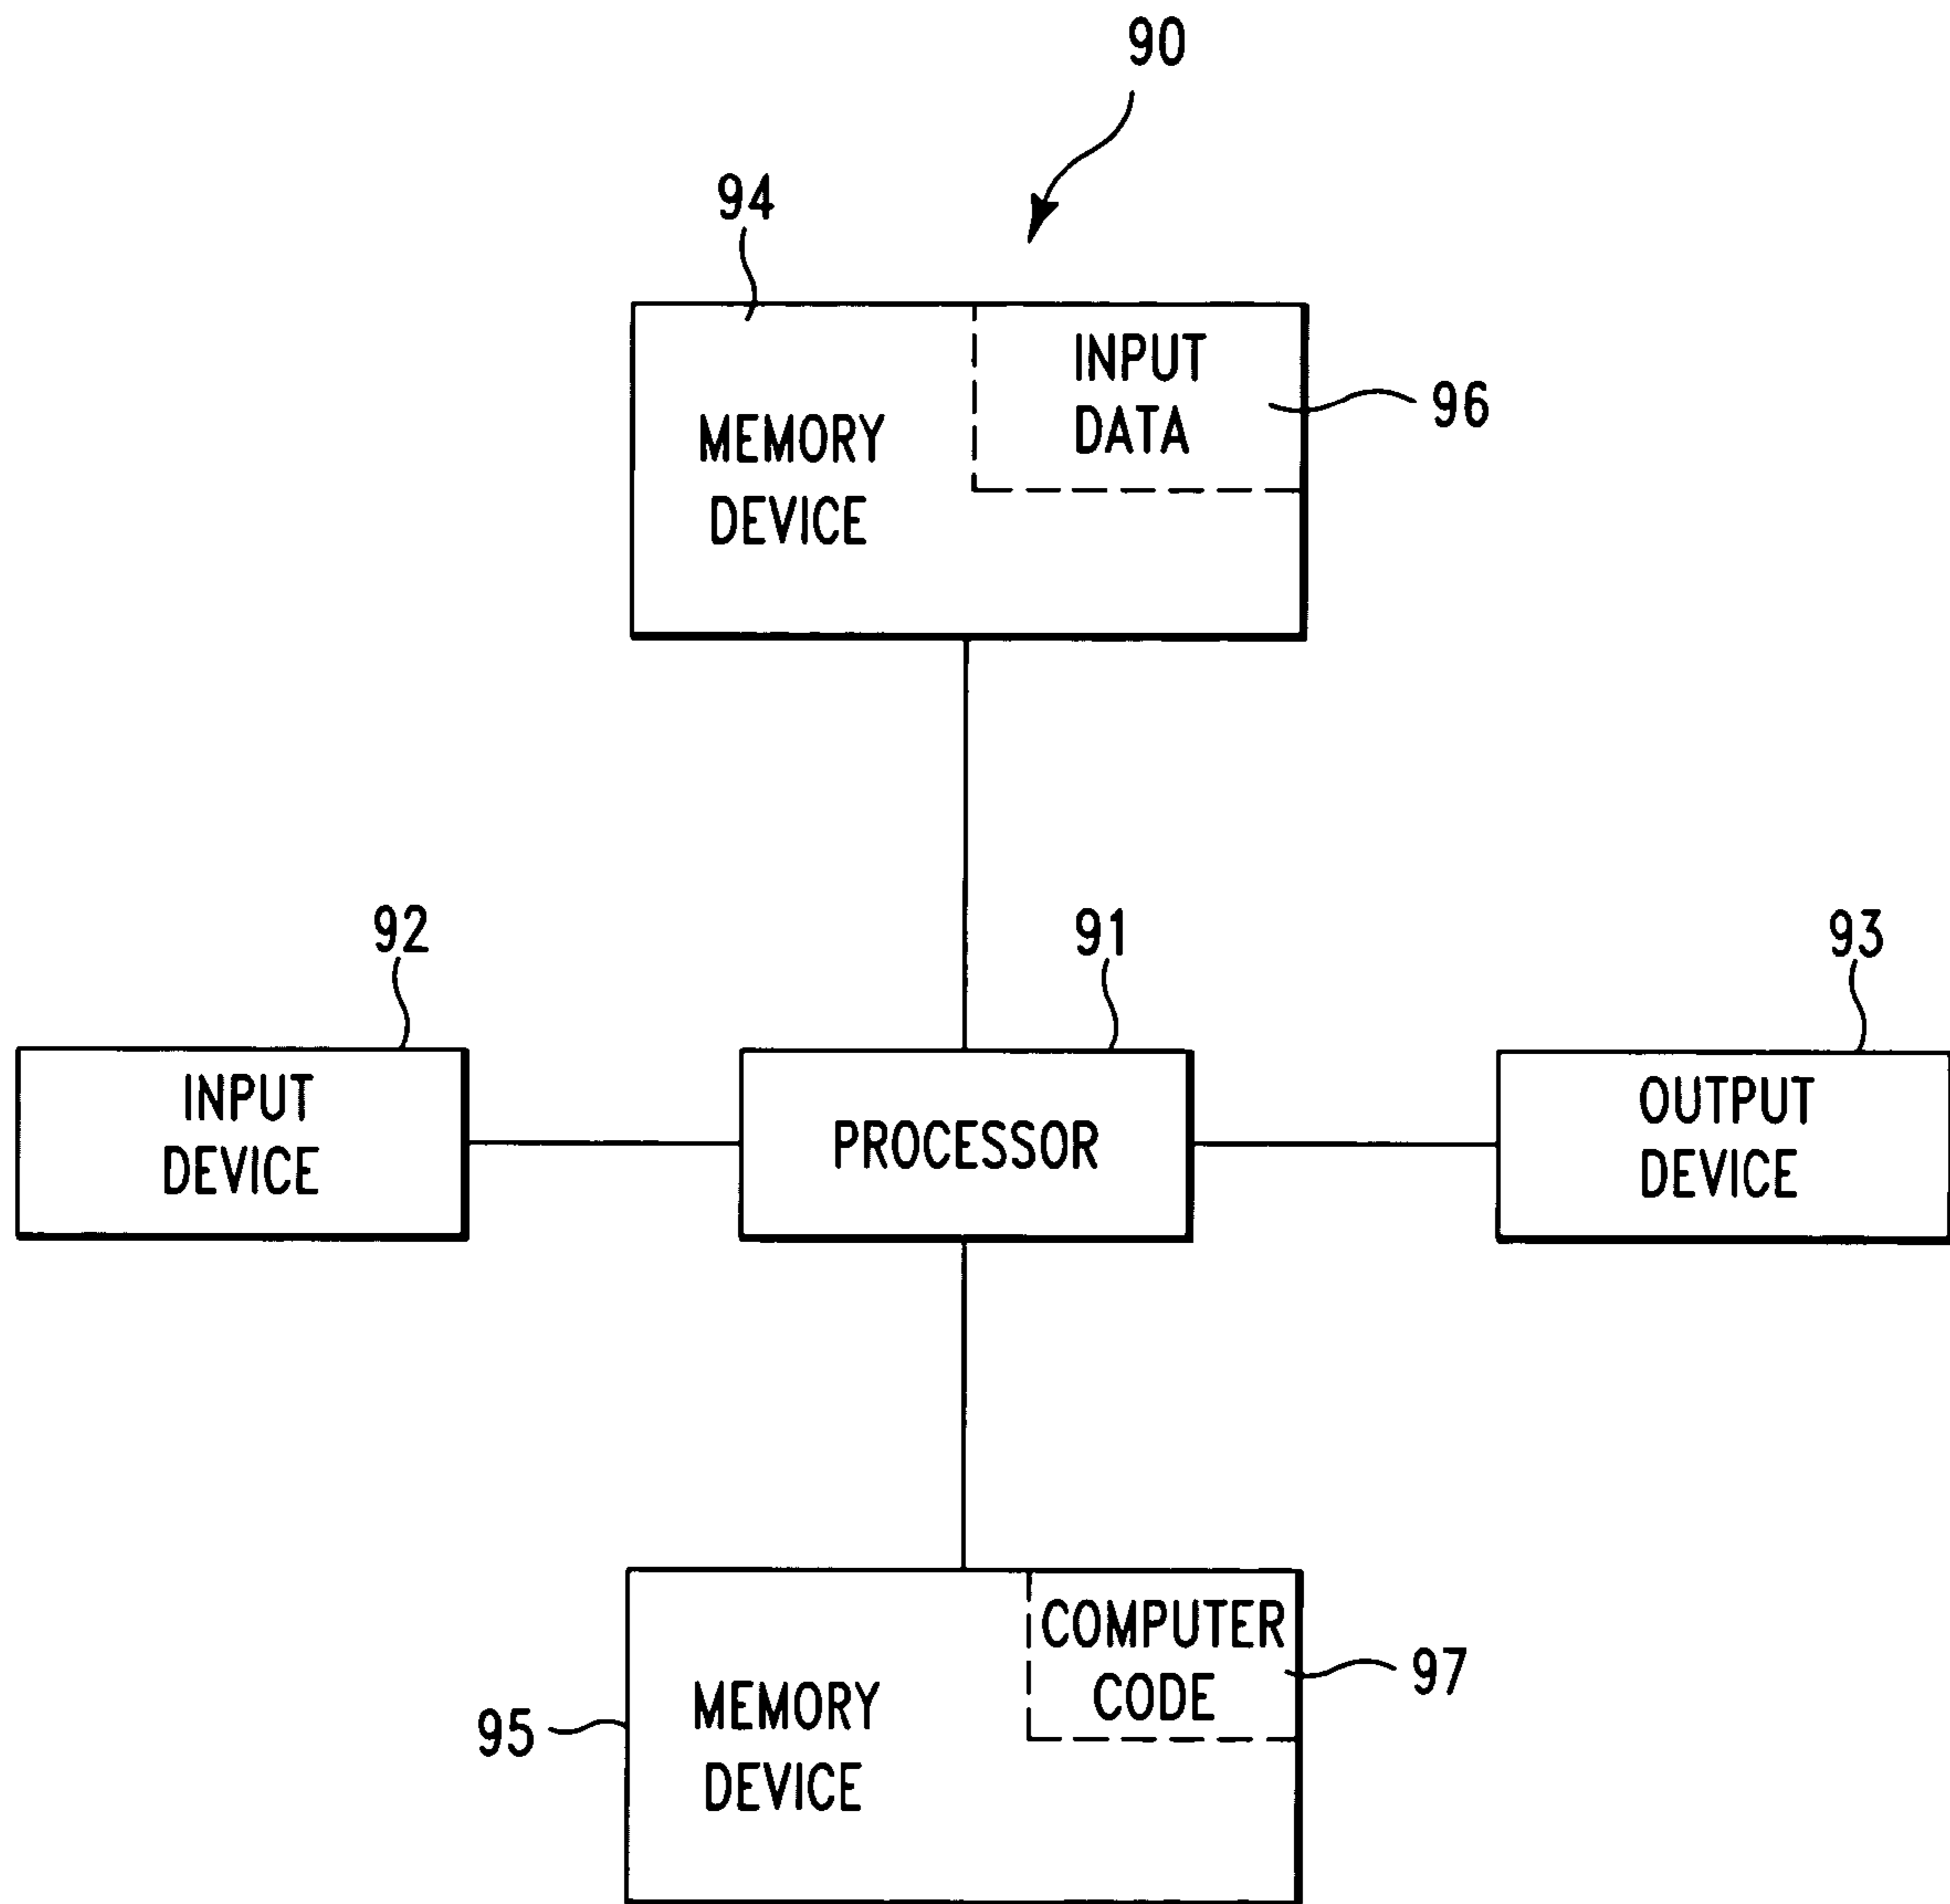 90
94
INPUT
DATA
96
MEMORY
DEVICE
92
91
93
INPUT
DEVICE
PROCESSOR
OUTPUT
DEVICE
COMPUTER
CODE
97
95
MEMORY
DEVICE